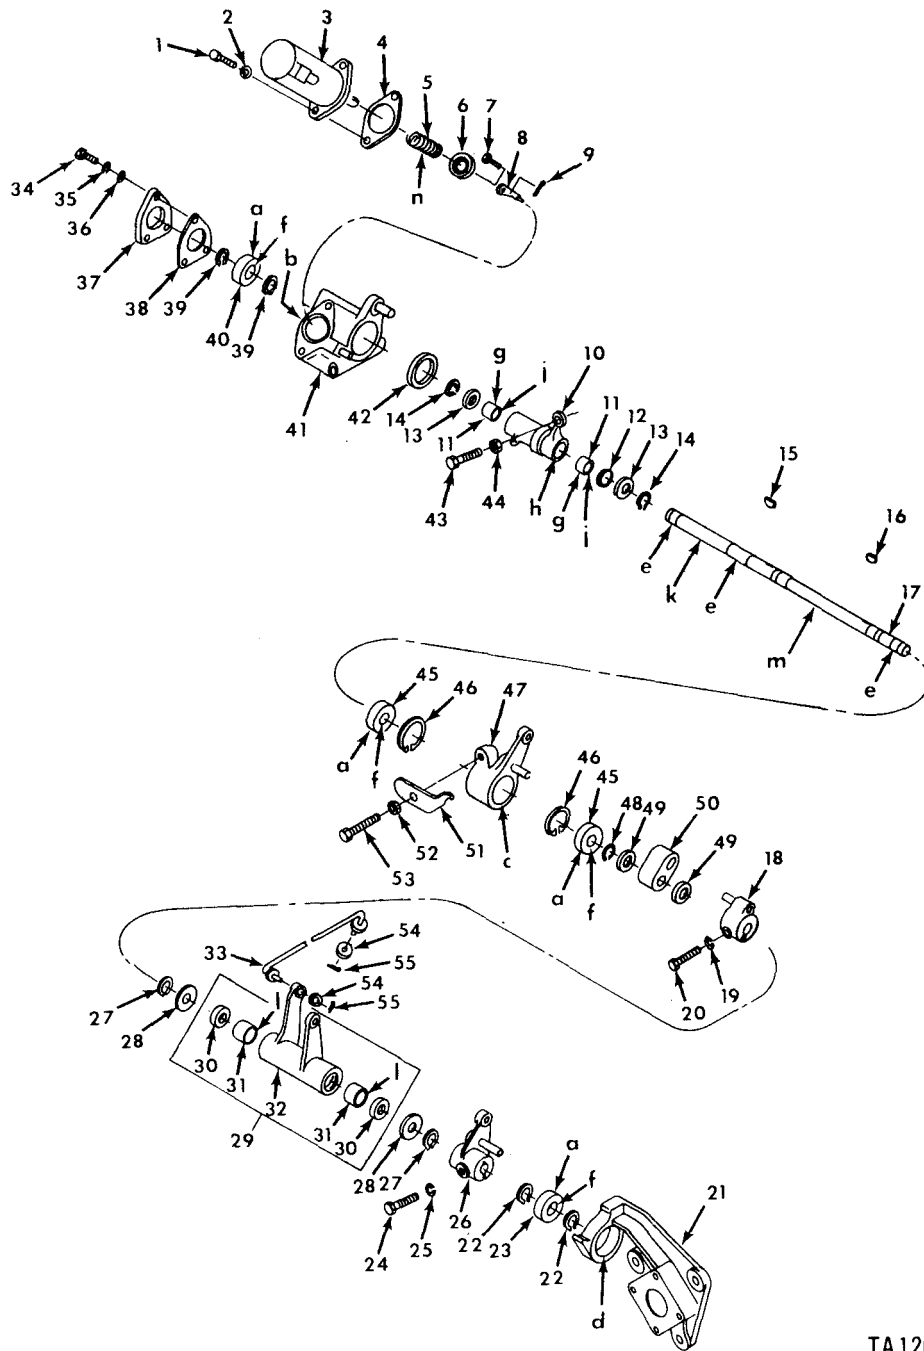 1 2 3 4
5 6 7 8 9
n
34 35 36 a f
37 38 39 b
40 39
41 42 14 13 11 g i 10
43 44 h g i 11 12 13 14
15
16
e k e m e 17
45 46 47
a f
46 45 48 49 50 49 18
53 52 51 c a f
20 19
33 54 55 54 55
27 28 30 31 l 32 l
29 31 30 28 27
24 25 26 22 23 a f 22 21
d
TA12